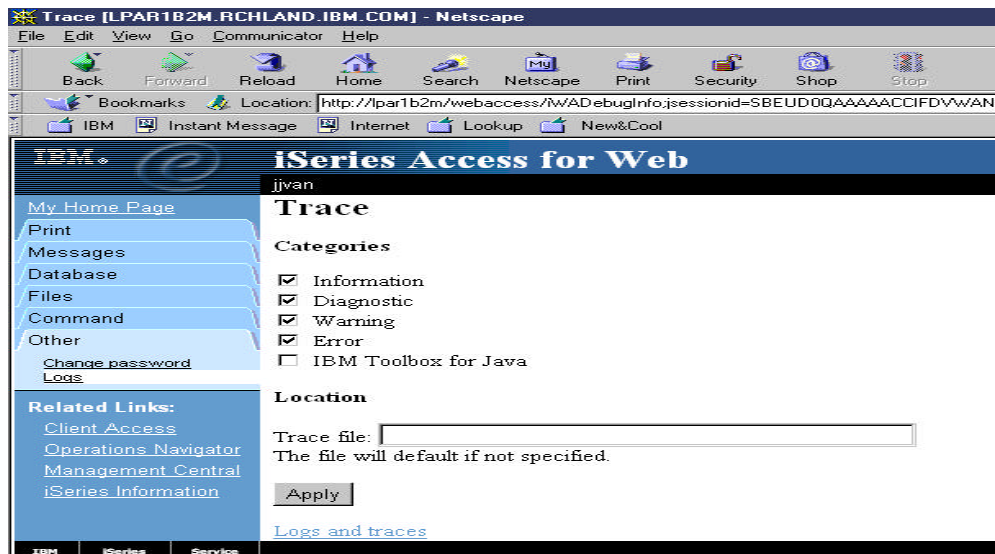 Trace [LPAR1B2M.RCHLAND.IBM.COM] - Netscape
File Edit View Go Communicator Help
Back Forward Reload Home Search Netscape Print Security Shop Stop
My
Bookmarks Location: http://lpar1b2m/webaccess/iWADebugInfo;jsessionid=SBEUD0QAAAAACCIFDVWAN
IBM Instant Message Internet Lookup New&Cool
IBM e iSeries Access for Web
jjvan
My Home Page
Print
Messages
Database
Files
Command
Other
Change password
Logs
Related Links:
Client Access
Operations Navigator
Management Central
iSeries Information
Trace
Categories
Information
Diagnostic
Warning
Error
IBM Toolbox for Java
Location
Trace file:
The file will default if not specified.
Apply
Logs and traces
IBM iSeries Service